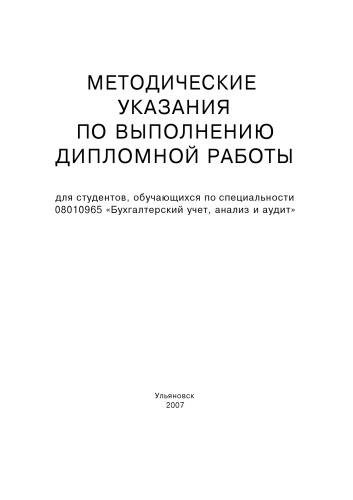 МЕТОДИЧЕСКИЕ
УКАЗАНИЯ
ПО ВЫПОЛНЕНИЮ
ДИПЛОМНОЙ РАБОТЫ
для студентов, обучающихся по специальности
08010965 «Бухгалтерский учет, анализ и аудит»
Ульяновск
2007